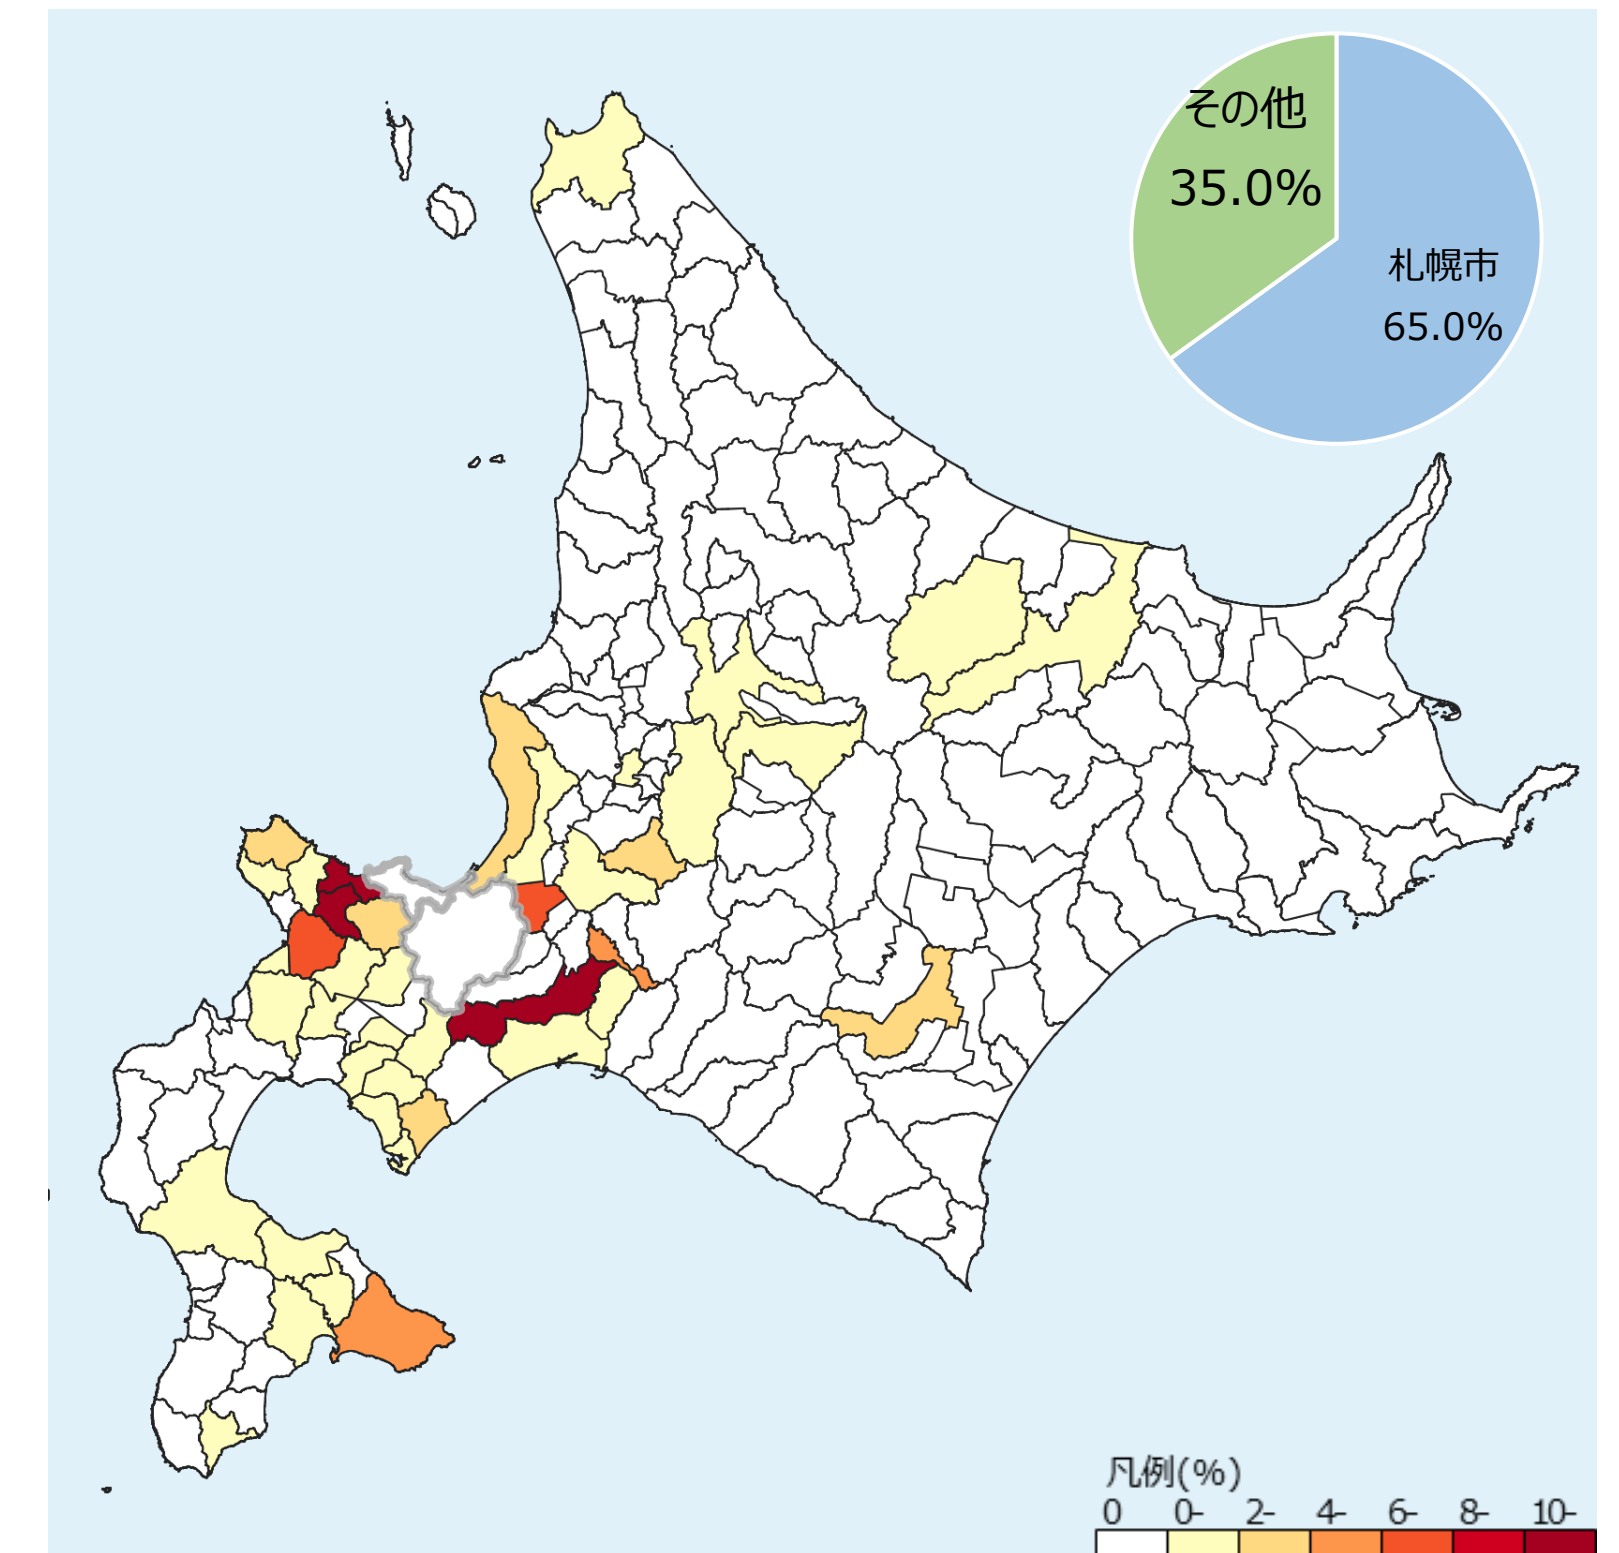 その他
35.0%
札幌市
65.0%
凡例(%)
0 0- 2- 4- 6- 8- 10-